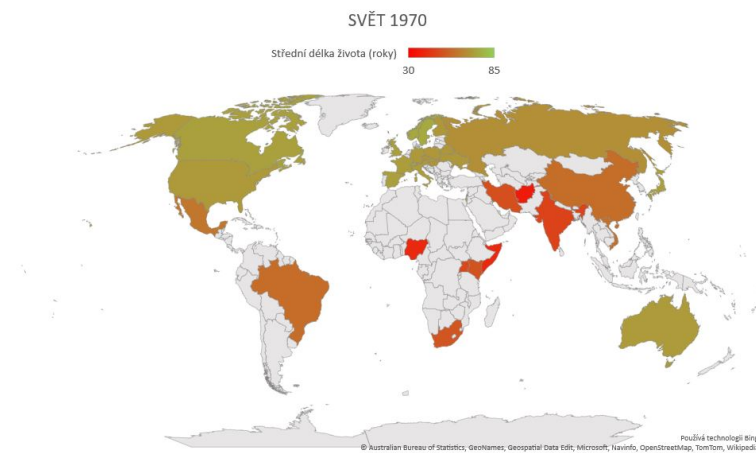 SVĚT 1970
Střední délka života (roky)
30 85
Používá technologii Bing
© Australian Bureau of Statistics, GeoNames, Geospatial Data Edit, Microsoft, Navinfo, OpenStreetMap, TomTom, Wikipedia